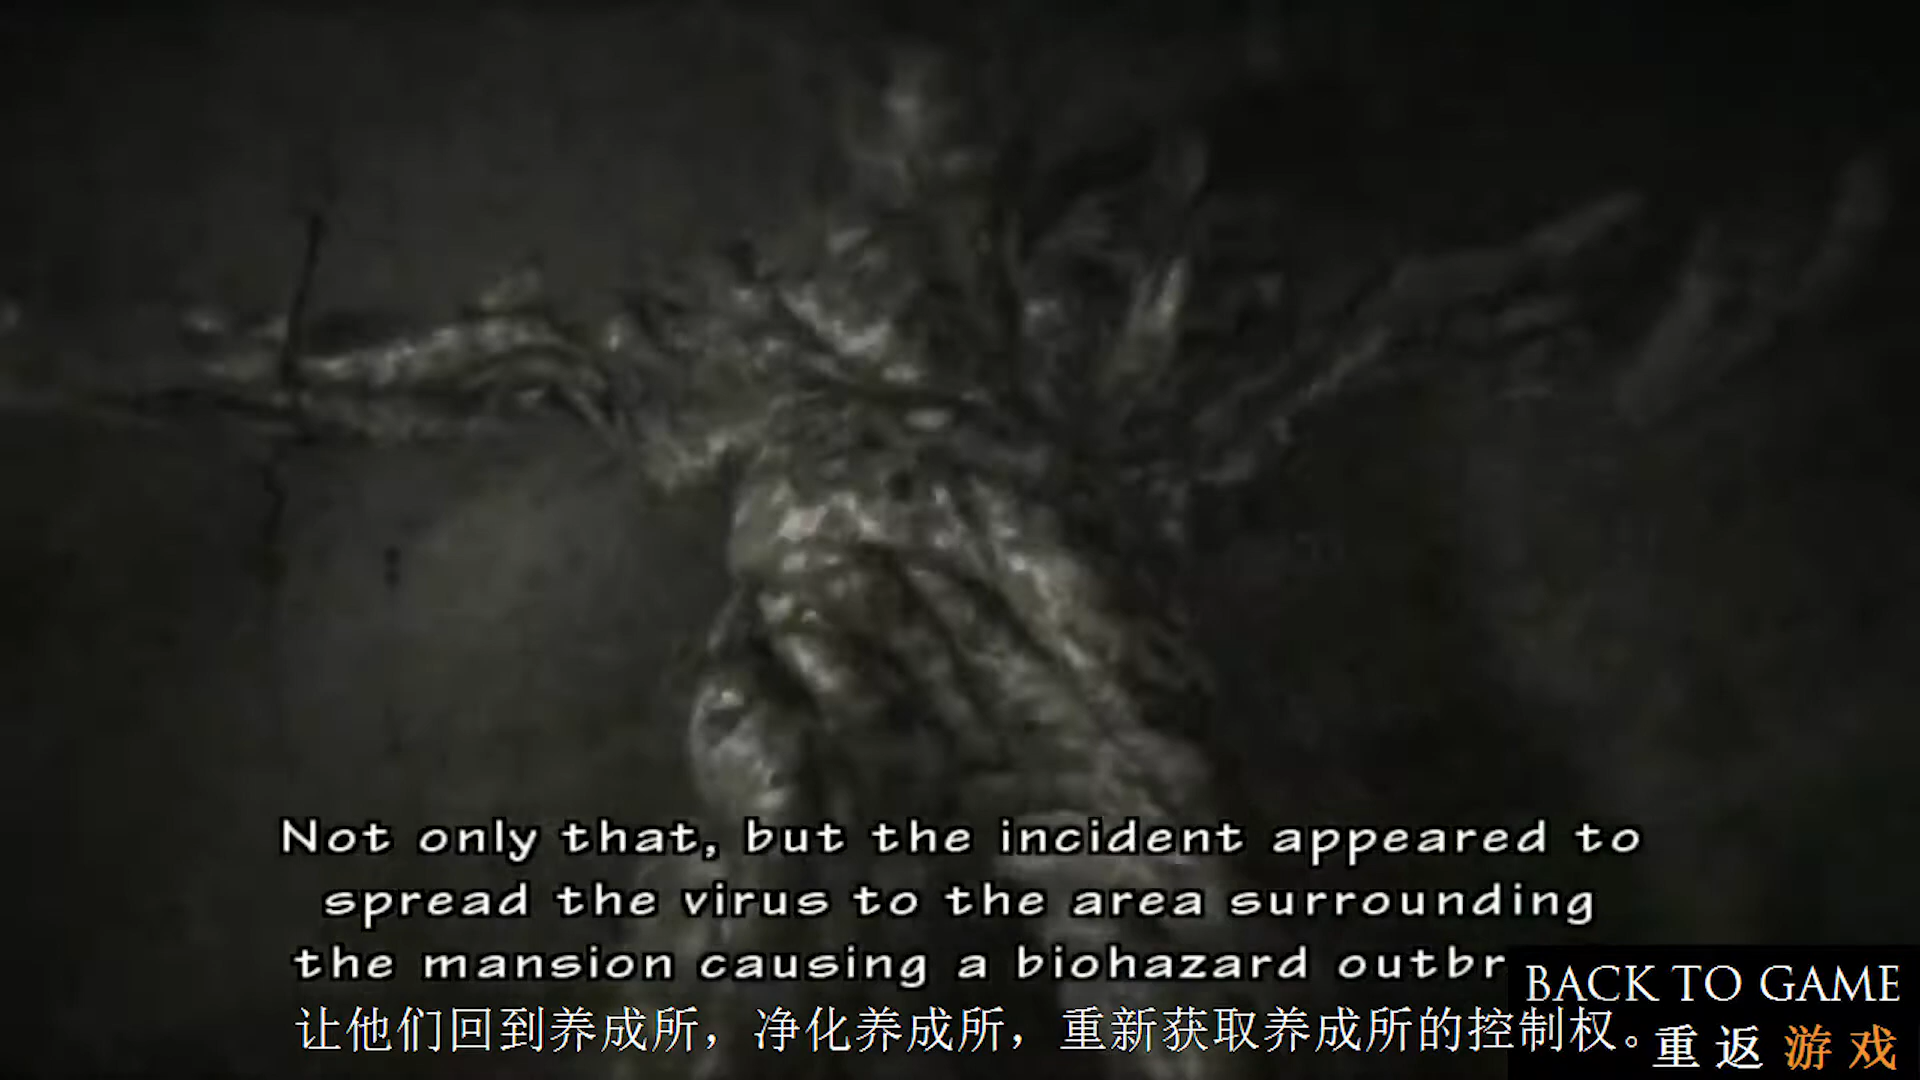 Not only that, but the incident appeared to
spread the virus to the area surrounding
the mansion causing a biohazard outbr
让他们回到养成所，净化养成所，重新获取养成所的控制权。
BACK TO GAME
重返游戏